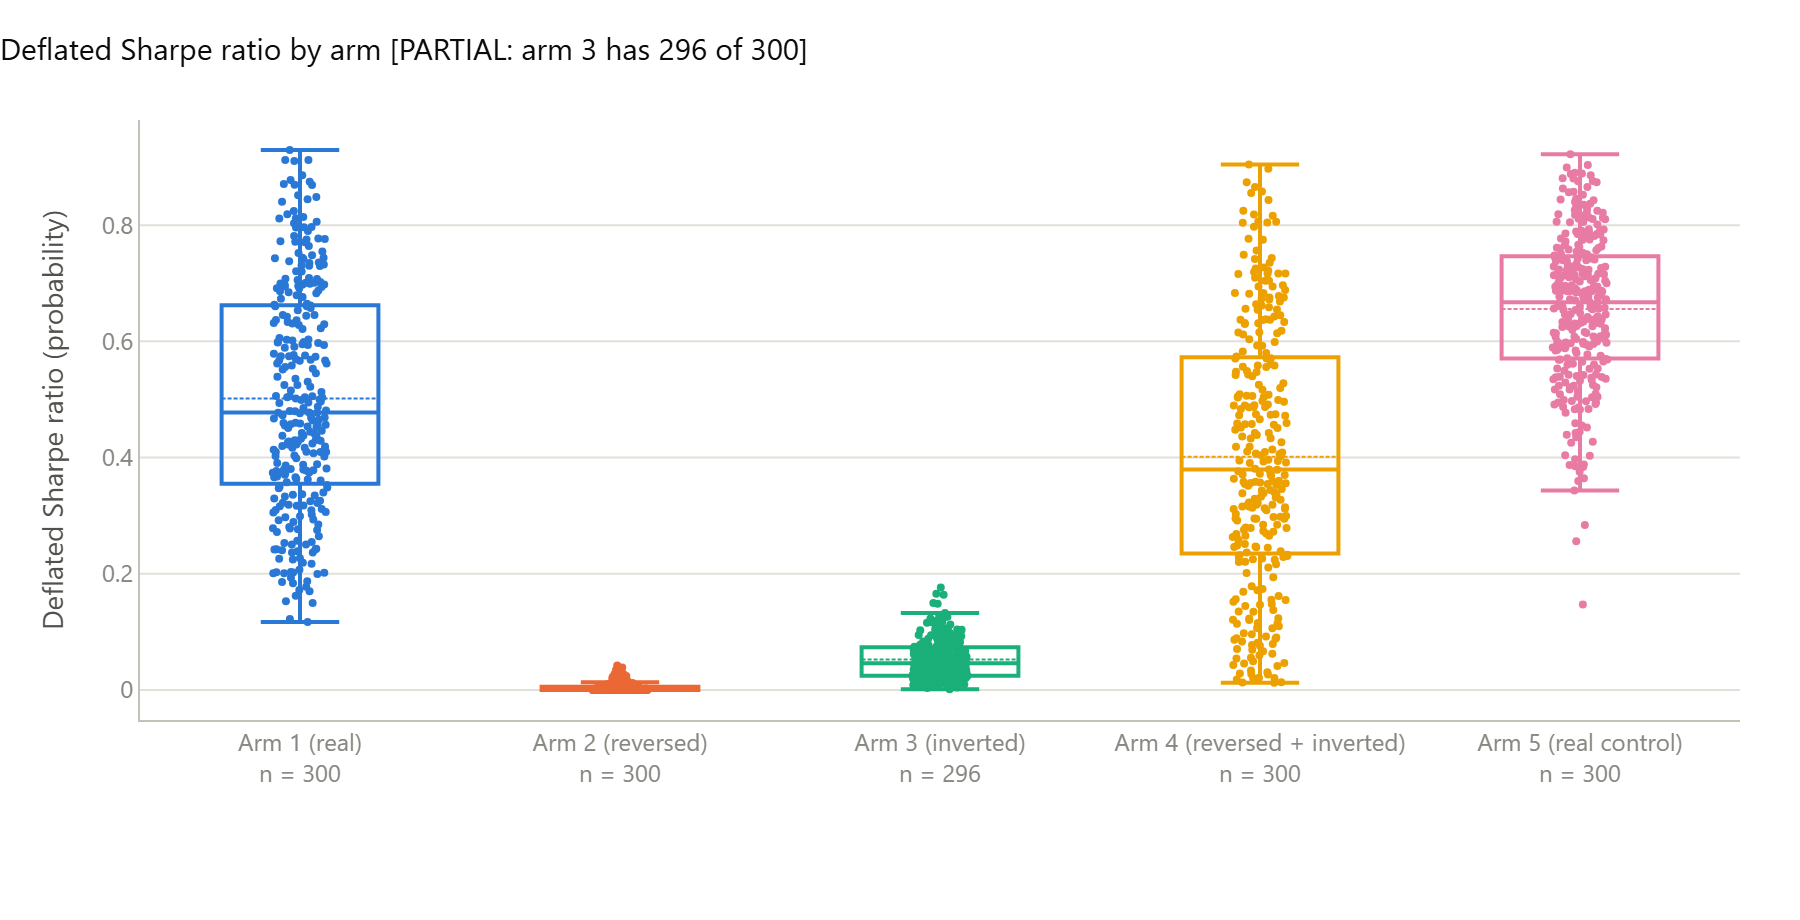 Deflated Sharpe ratio by arm [PARTIAL: arm 3 has 296 of 300]
Deflated Sharpe ratio (probability)
0.8
0.6
0.4
0.2
0
Arm 1 (real)
n = 300
Arm 2 (reversed)
n = 300
Arm 3 (inverted)
n = 296
Arm 4 (reversed + inverted)
n = 300
Arm 5 (real control)
n = 300